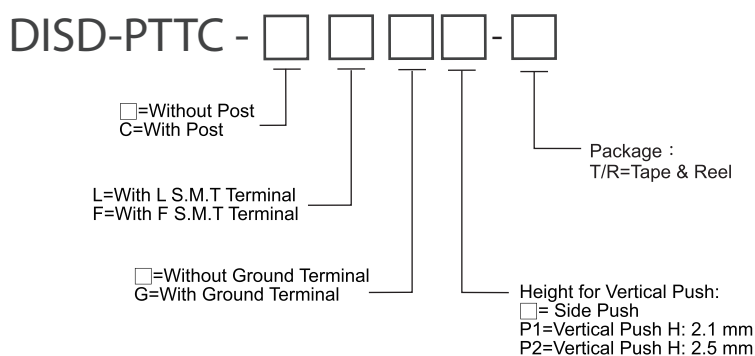 DISD-PTTC - □ □ □ □ - □
□=Without Post
C=With Post
Package：
T/R=Tape & Reel
L=With L S.M.T Terminal
F=With F S.M.T Terminal
□=Without Ground Terminal
G=With Ground Terminal
Height for Vertical Push:
□= Side Push
P1=Vertical Push H: 2.1 mm
P2=Vertical Push H: 2.5 mm